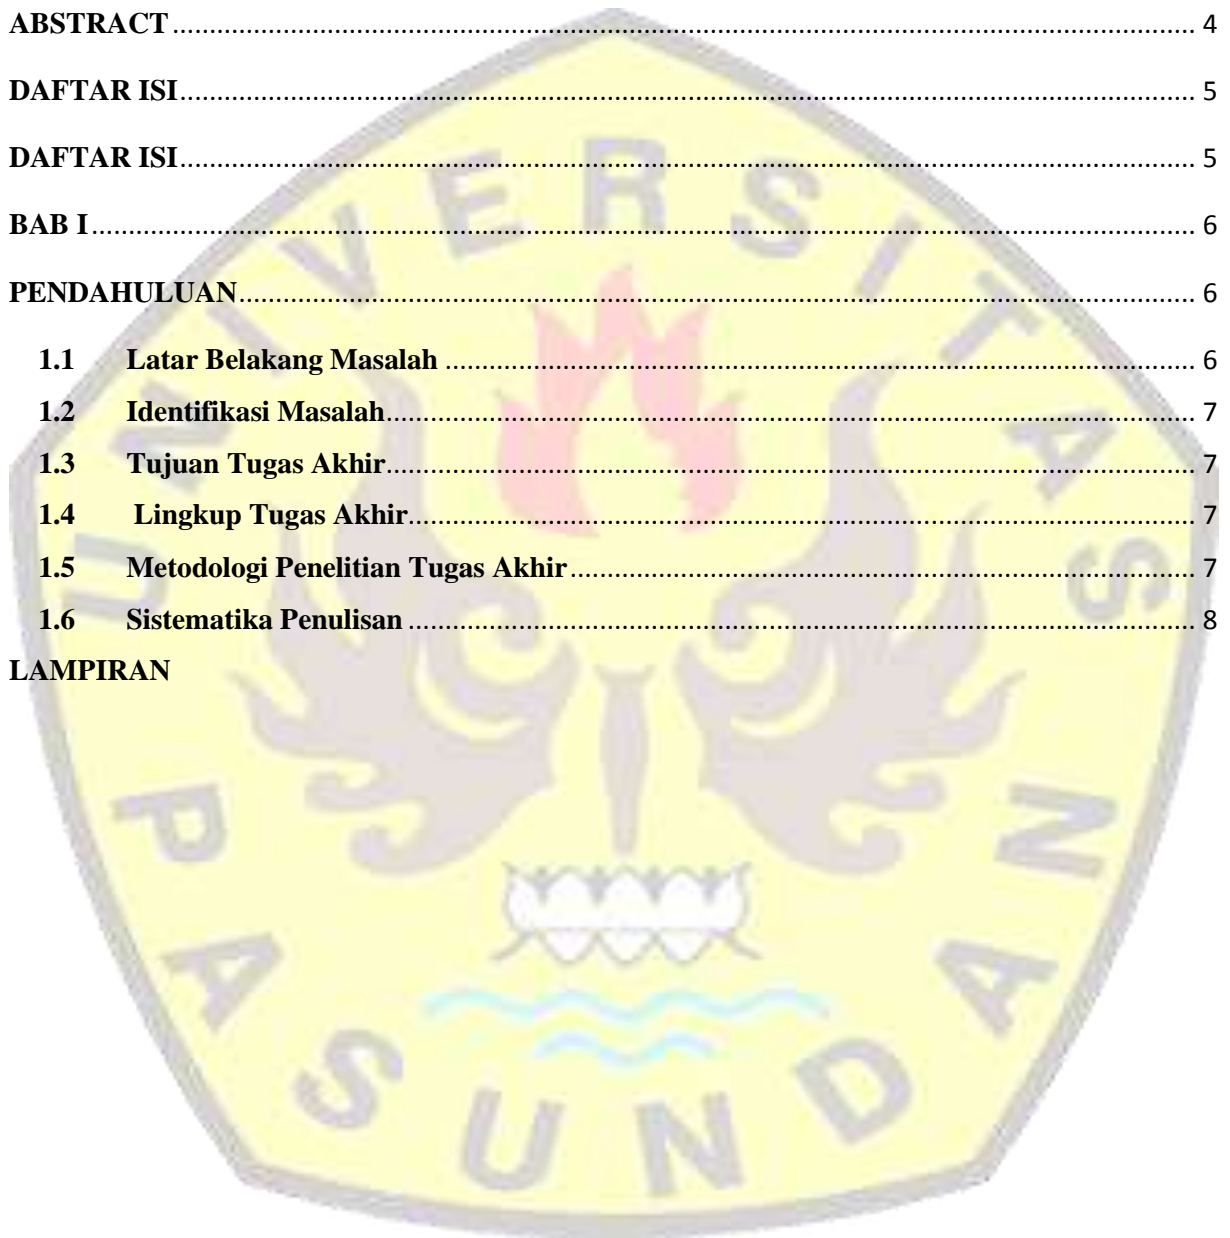 ABSTRACT........................................................................................................................................ 4
DAFTAR ISI....................................................................................................................................... 5
DAFTAR ISI....................................................................................................................................... 5
BAB I.................................................................................................................................................. 6
PENDAHULUAN............................................................................................................................... 6
1.1 Latar Belakang Masalah............................................................................................................ 6
1.2 Identifikasi Masalah................................................................................................................... 7
1.3 Tujuan Tugas Akhir................................................................................................................... 7
1.4 Lingkup Tugas Akhir................................................................................................................. 7
1.5 Metodologi Penelitian Tugas Akhir........................................................................................... 7
1.6 Sistematika Penulisan................................................................................................................ 8
LAMPIRAN
UNIVERSITAS
PASUNDAN